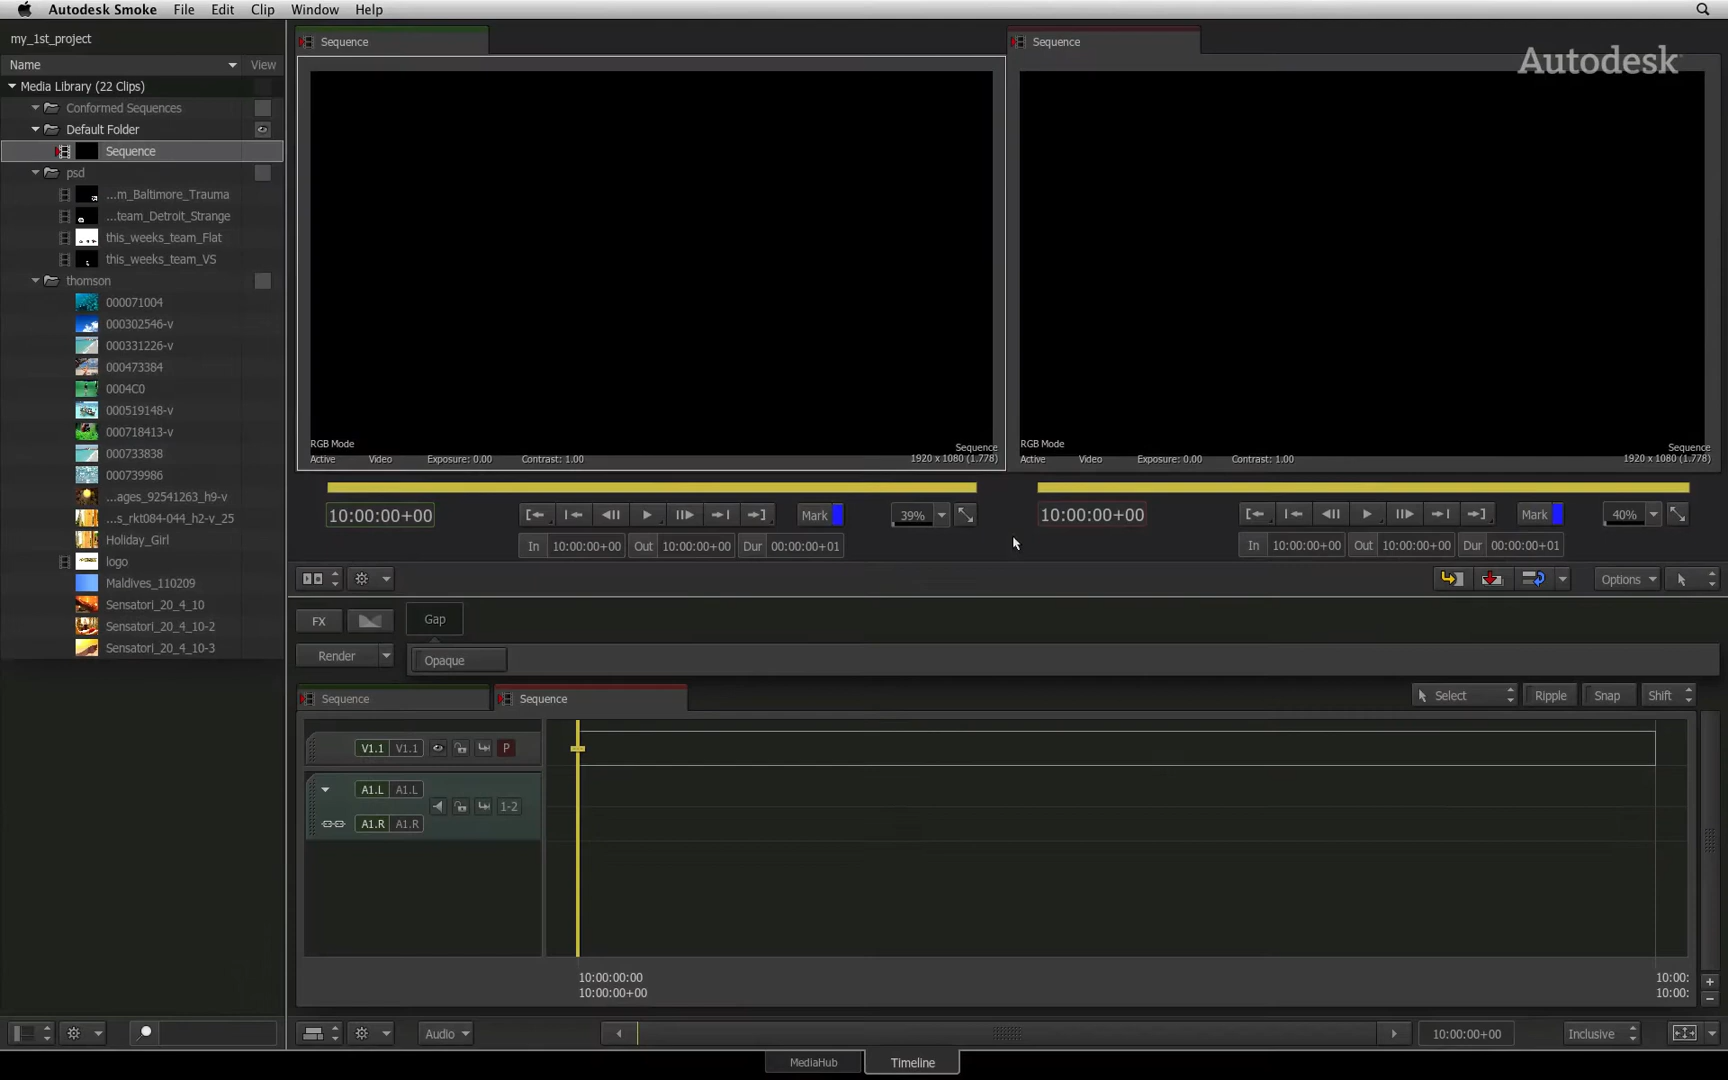 Autodesk Smoke File Edit Clip Window Help
my_1st_project
Name View
Media Library (22 Clips)
Conformed Sequences
Default Folder
Sequence
psd
...m_Baltimore_Trauma
...team_Detroit_Strange
this_weeks_team_Flat
this_weeks_team_VS
thomson
000071004
000302546-v
000331226-v
000473384
0004C0
000519148-v
000718413-v
000733838
000739986
...ages_92541263_h9-v
...s_rkt084-044_h2-v_25
Holiday_Girl
logo
Maldives_110209
Sensatori_20_4_10
Sensatori_20_4_10-2
Sensatori_20_4_10-3
Sequence
RGB Mode
Sequence
Active Video Exposure: 0.00 Contrast: 1.00 1920 x 1080 (1.778)
10:00:00+00 Mark 39%
In 10:00:00+00 Out 10:00:00+00 Dur 00:00:00+01
Sequence
Autodesk
RGB Mode
Sequence
Active Video Exposure: 0.00 Contrast: 1.00 1920 x 1080 (1.778)
10:00:00+00 Mark 40%
In 10:00:00+00 Out 10:00:00+00 Dur 00:00:00+01
Options
FX Gap
Render Opaque
Sequence Sequence Select Ripple Snap Shift
V1.1 V1.1 P
A1.L A1.L
1-2
A1.R A1.R
10:00:00:00 10:00:
10:00:00+00 10:00:
Audio 10:00:00+00 Inclusive
MediaHub Timeline